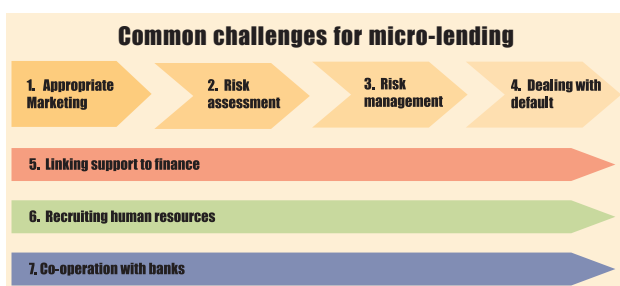 Common challenges for micro-lending
1. Appropriate
Marketing
2. Risk
assessment
3. Risk
management
4. Dealing with
default
5. Linking support to finance
6. Recruiting human resources
7. Co-operation with banks